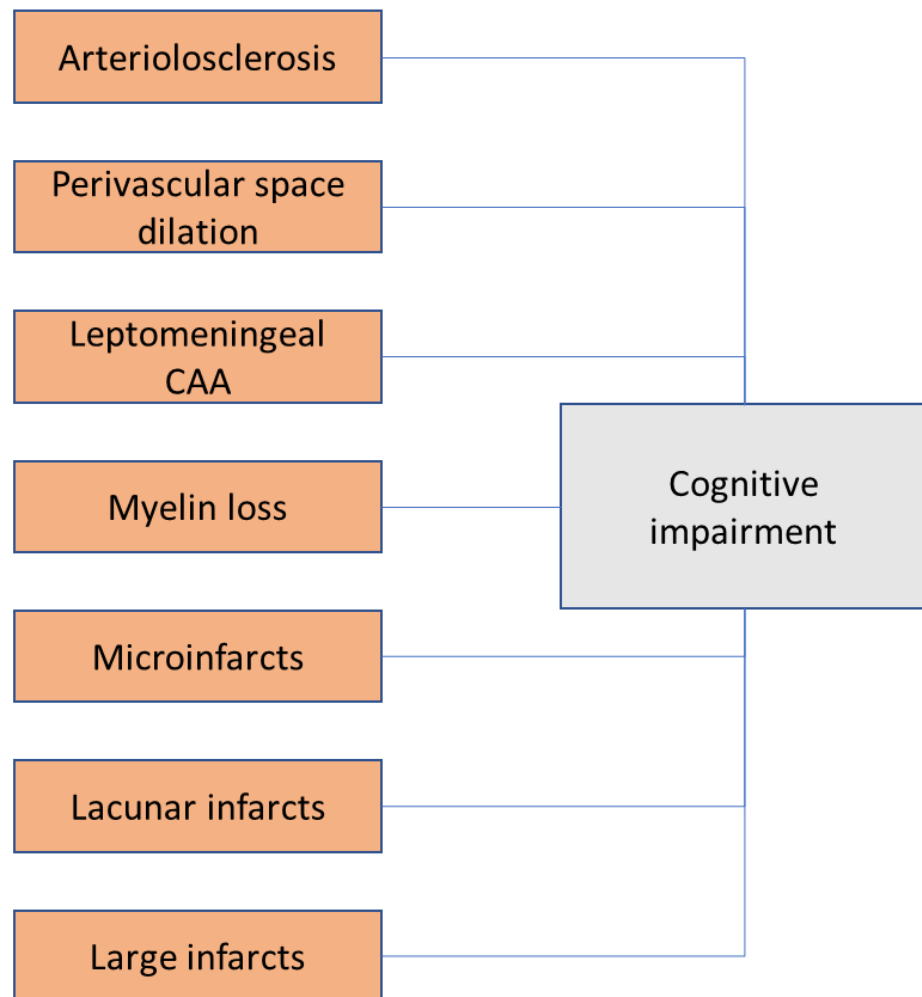 Arteriolosclerosis
Perivascular space
dilation
Leptomeningeal
CAA
Myelin loss
Cognitive
impairment
Microinfarcts
Lacunar infarcts
Large infarcts